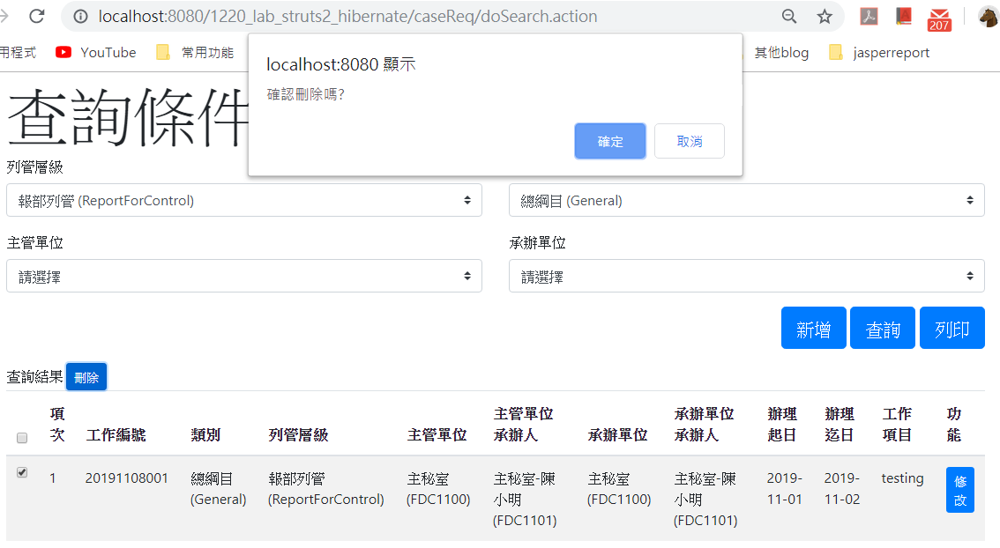 localhost:8080/1220_lab_struts2_hibernate/caseReq/doSearch.action
207
用程式 YouTube 常用功能 其他blog jasperreport
localhost:8080 顯示
確認刪除嗎?
確定 取消
查詢條件
列管層級
報部列管 (ReportForControl) 總綱目 (General)
主管單位 承辦單位
請選擇 請選擇
新增 查詢 列印
查詢結果 刪除
項次 工作編號 類別 列管層級 主管單位 主管單位承辦人 承辦單位 承辦單位承辦人 辦理起日 辦理迄日 工作項目 功能
1 20191108001 總綱目 (General) 報部列管 (ReportForControl) 主秘室 (FDC1100) 主秘室-陳小明 (FDC1101) 主秘室 (FDC1100) 主秘室-陳小明 (FDC1101) 2019-11-01 2019-11-02 testing 修改